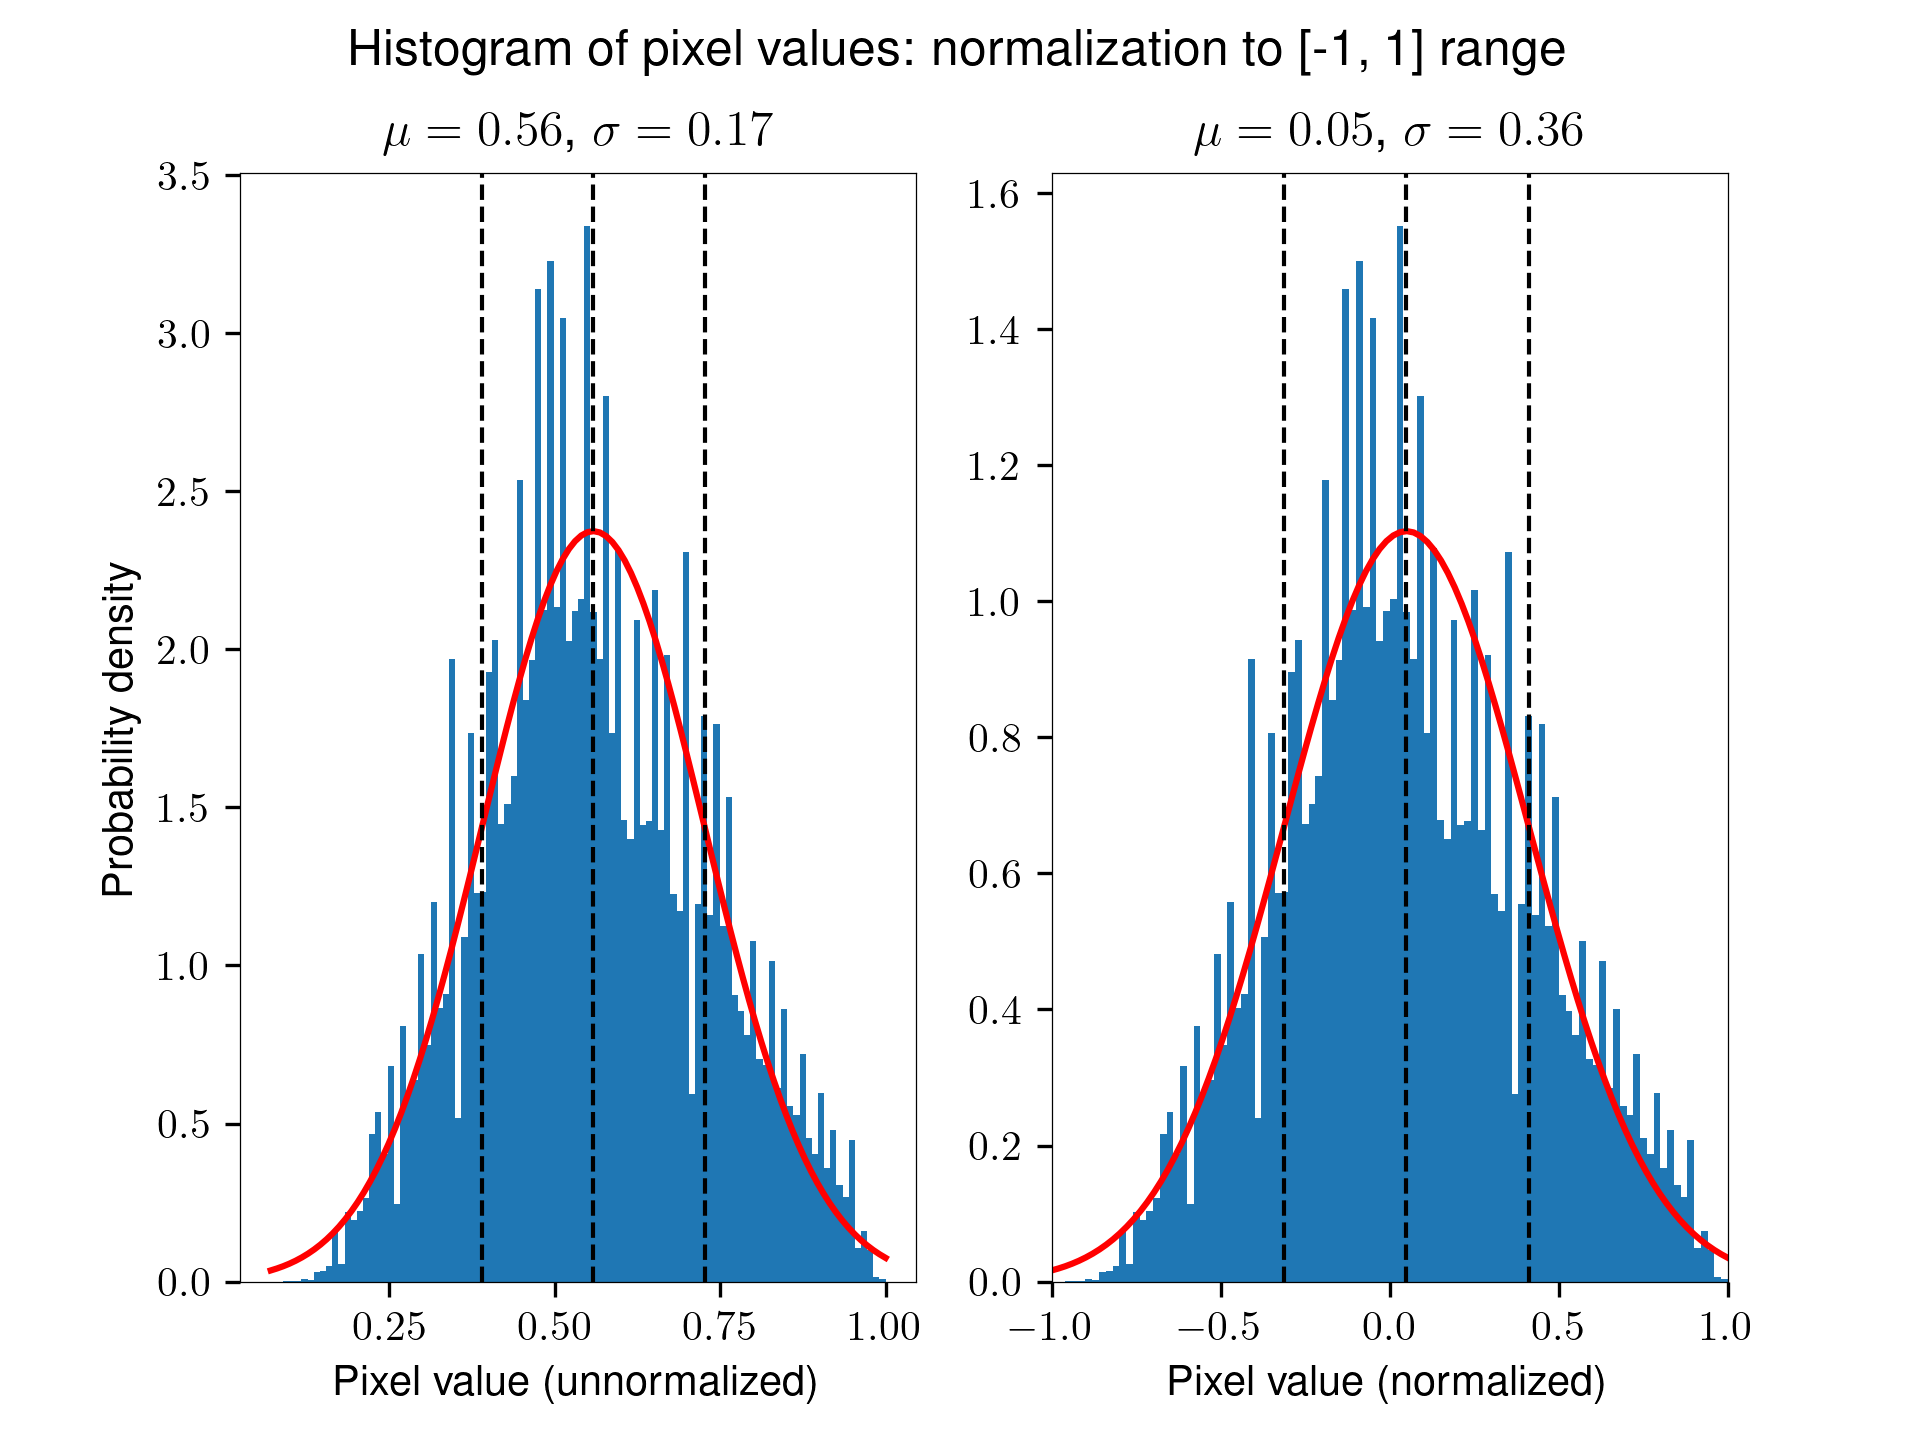 Histogram of pixel values: normalization to [-1, 1] range
μ = 0.56, σ = 0.17
μ = 0.05, σ = 0.36
Probability density
3.5
3.0
2.5
2.0
1.5
1.0
0.5
0.0
0.25 0.50 0.75 1.00
Pixel value (unnormalized)
1.6
1.4
1.2
1.0
0.8
0.6
0.4
0.2
0.0
−1.0 −0.5 0.0 0.5 1.0
Pixel value (normalized)